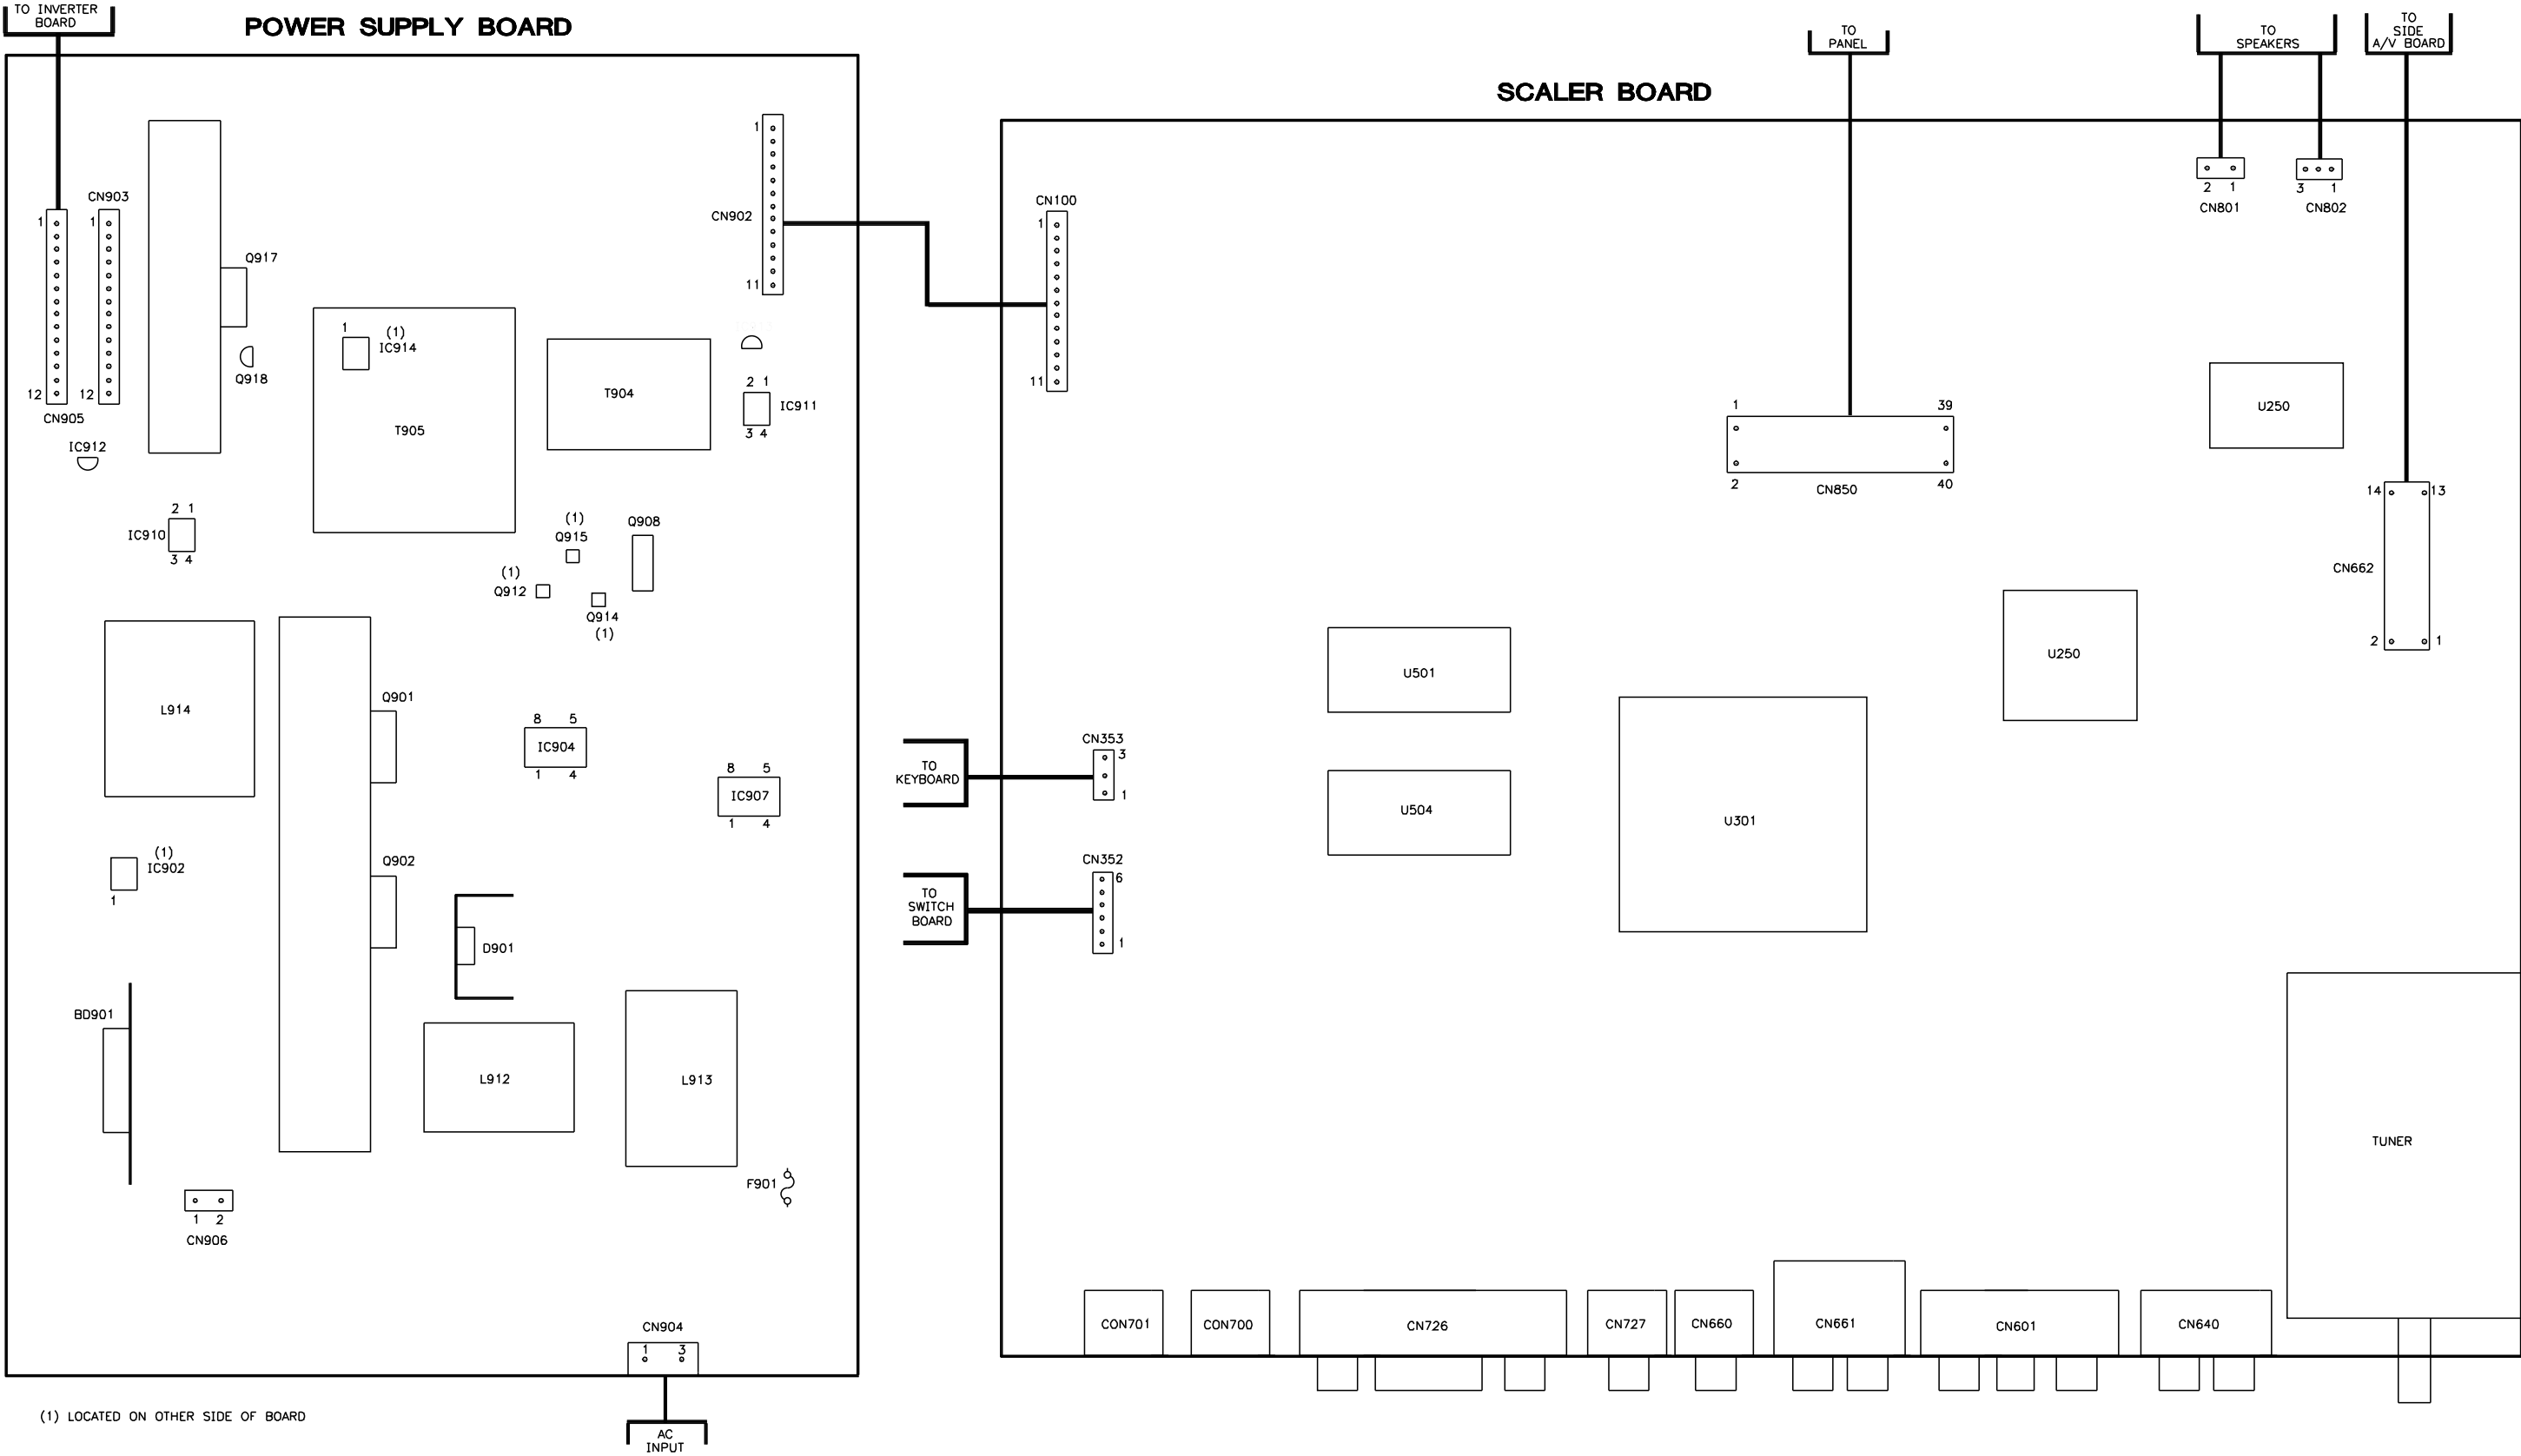 TO INVERTER
BOARD
POWER SUPPLY BOARD
CN903
1
1
12
12
CN905
IC912
Q917
Q918
1
CN902
11
1
(1)
IC914
T905
T904
2 1
IC911
3 4
2 1
IC910
3 4
(1)
Q915
Q908
(1)
Q912
Q914
(1)
L914
Q901
8 5
IC904
1 4
8 5
IC907
1 4
(1)
IC902
1
Q902
D901
BD901
L912
L913
F901
1 2
CN906
CN904
1 3
(1) LOCATED ON OTHER SIDE OF BOARD
AC
INPUT
SCALER BOARD
TO
PANEL
TO
SPEAKERS
TO
SIDE
A/V BOARD
CN100
1
11
2 1
CN801
3 1
CN802
1 39
2 40
CN850
U250
14 13
CN662
2 1
U501
U250
CN353
3
1
TO
KEYBOARD
U504
U301
CN352
6
1
TO
SWITCH
BOARD
TUNER
CON701
CON700
CN726
CN727
CN660
CN661
CN601
CN640